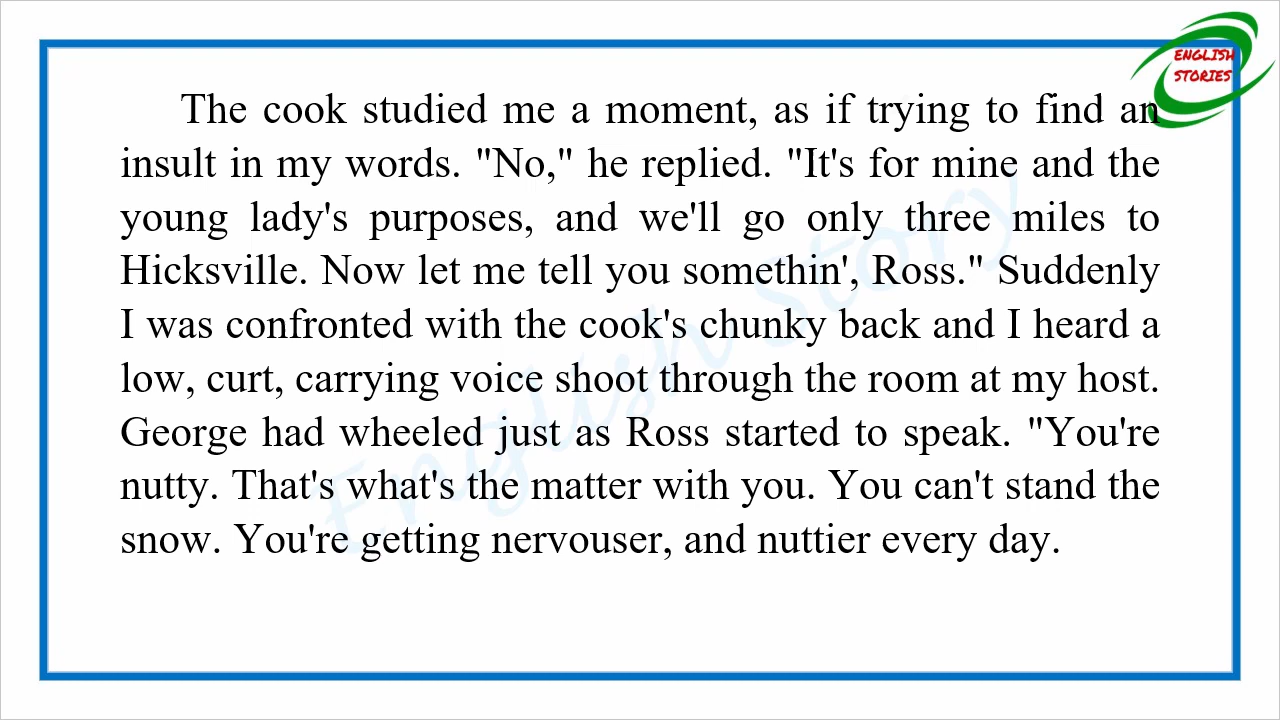 ENGLISH
STORIES
The cook studied me a moment, as if trying to find an
insult in my words. "No," he replied. "It's for mine and the
young lady's purposes, and we'll go only three miles to
Hicksville. Now let me tell you somethin', Ross." Suddenly
I was confronted with the cook's chunky back and I heard a
low, curt, carrying voice shoot through the room at my host.
George had wheeled just as Ross started to speak. "You're
nutty. That's what's the matter with you. You can't stand the
snow. You're getting nervouser, and nuttier every day.
English Story